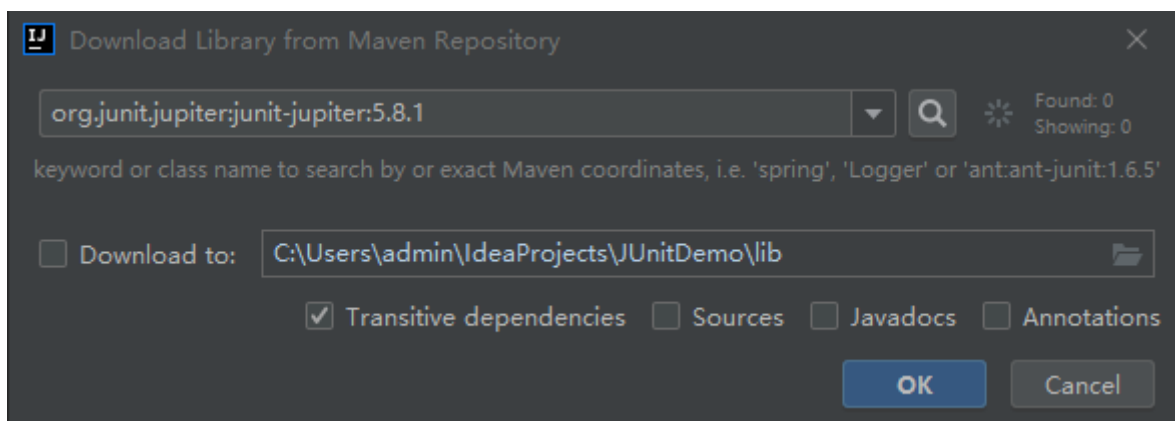 IJ
Download Library from Maven Repository
org.junit.jupiter:junit-jupiter:5.8.1
Found: 0
Showing: 0
keyword or class name to search by or exact Maven coordinates, i.e. 'spring', 'Logger' or 'ant:ant-junit:1.6.5'
Download to: C:\Users\admin\IdeaProjects\JUnitDemo\lib
Transitive dependencies Sources Javadocs Annotations
OK Cancel